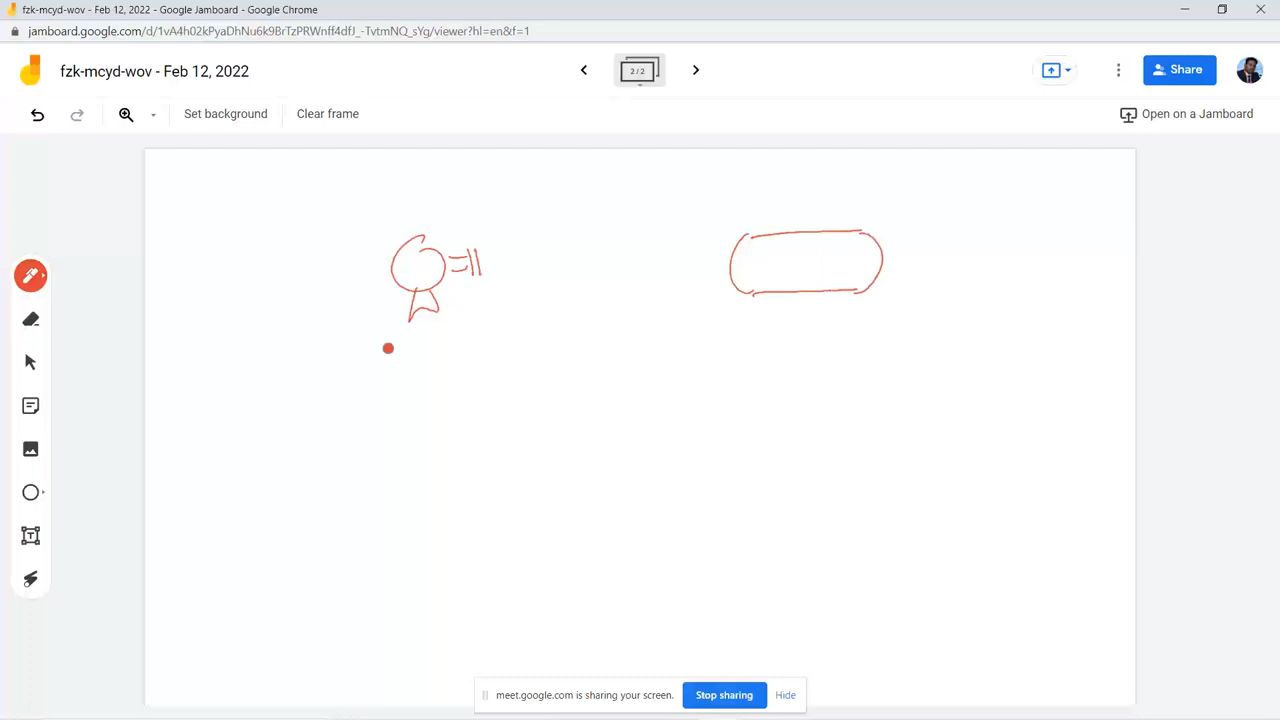 fzk-mcyd-wov - Feb 12, 2022 - Google Jamboard - Google Chrome
jamboard.google.com/d/1vA4h02kPyaDhNu6k9BrTzPRWnff4dfJ_-TvtmNQ_sYg/viewer?hl=en&f=1
fzk-mcyd-wov - Feb 12, 2022
2 / 2
Share
Set background
Clear frame
Open on a Jamboard
meet.google.com is sharing your screen.
Stop sharing
Hide